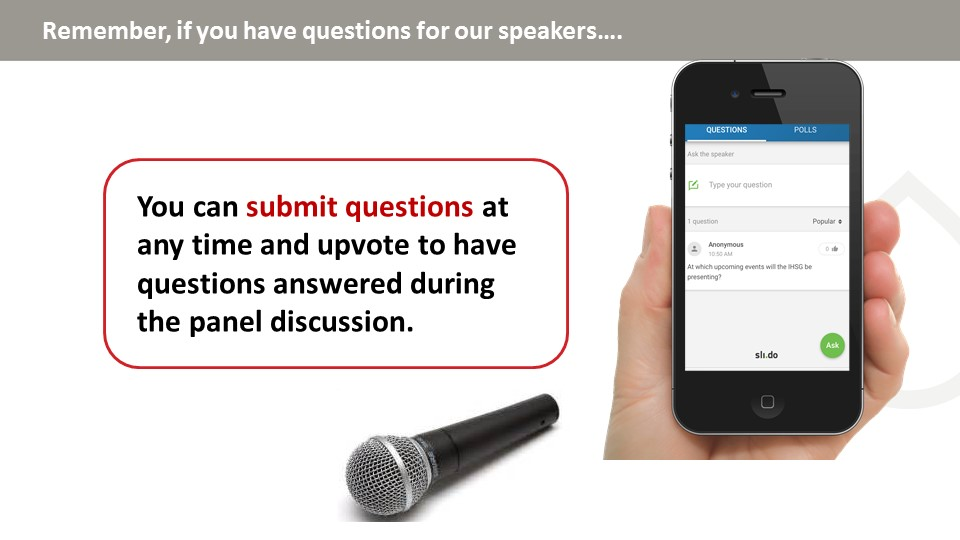 Remember, if you have questions for our speakers….
You can submit questions at
any time and upvote to have
questions answered during
the panel discussion.
QUESTIONS POLLS
Ask the speaker
Type your question
1 question Popular
Anonymous
10:50 AM
0
At which upcoming events will the IHSG be
presenting?
Ask
sli.do